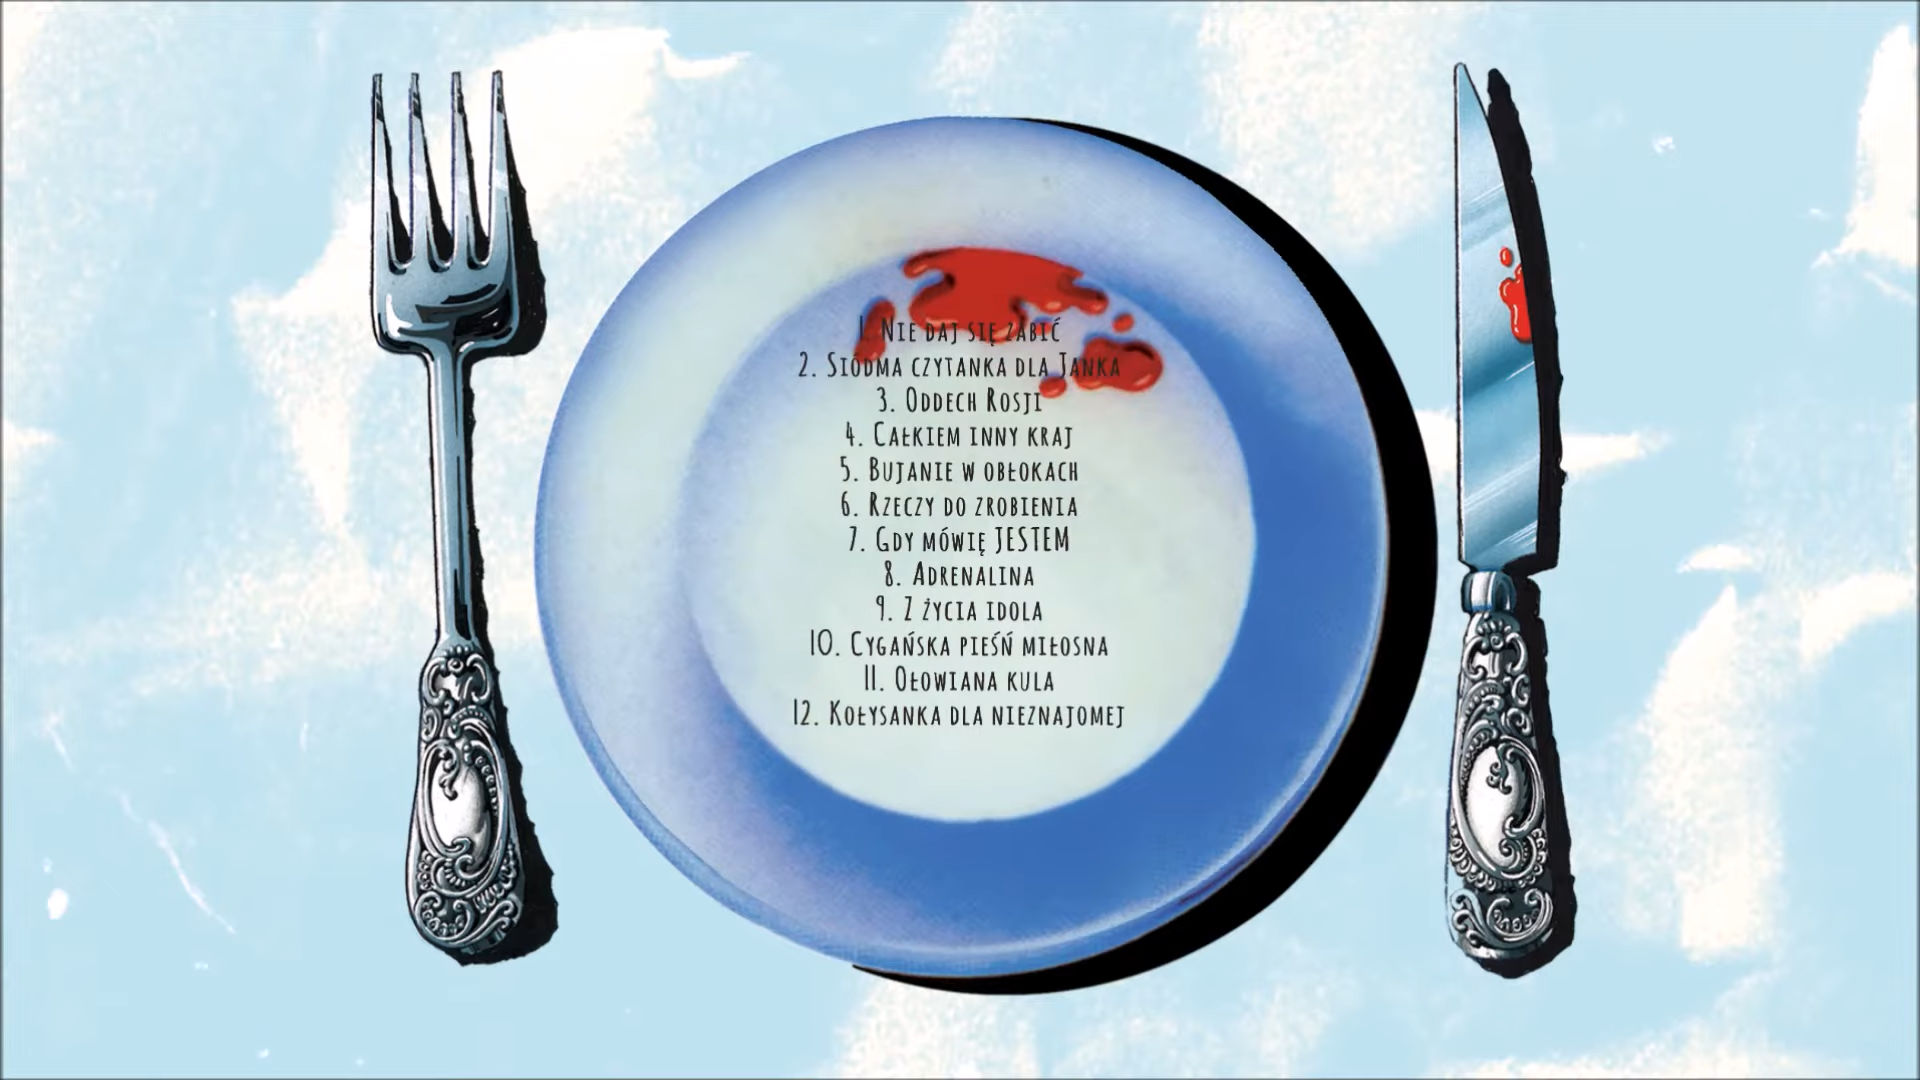 1. Nie daj się zabić
2. Siódma czytanka dla Janka
3. Oddech Rosji
4. Całkiem inny kraj
5. Bujanie w obłokach
6. Rzeczy do zrobienia
7. Gdy mówię JESTEM
8. Adrenalina
9. Z życia idola
10. Cygańska pieśń miłosna
11. Ołowiana kula
12. Kołysanka dla nieznajomej